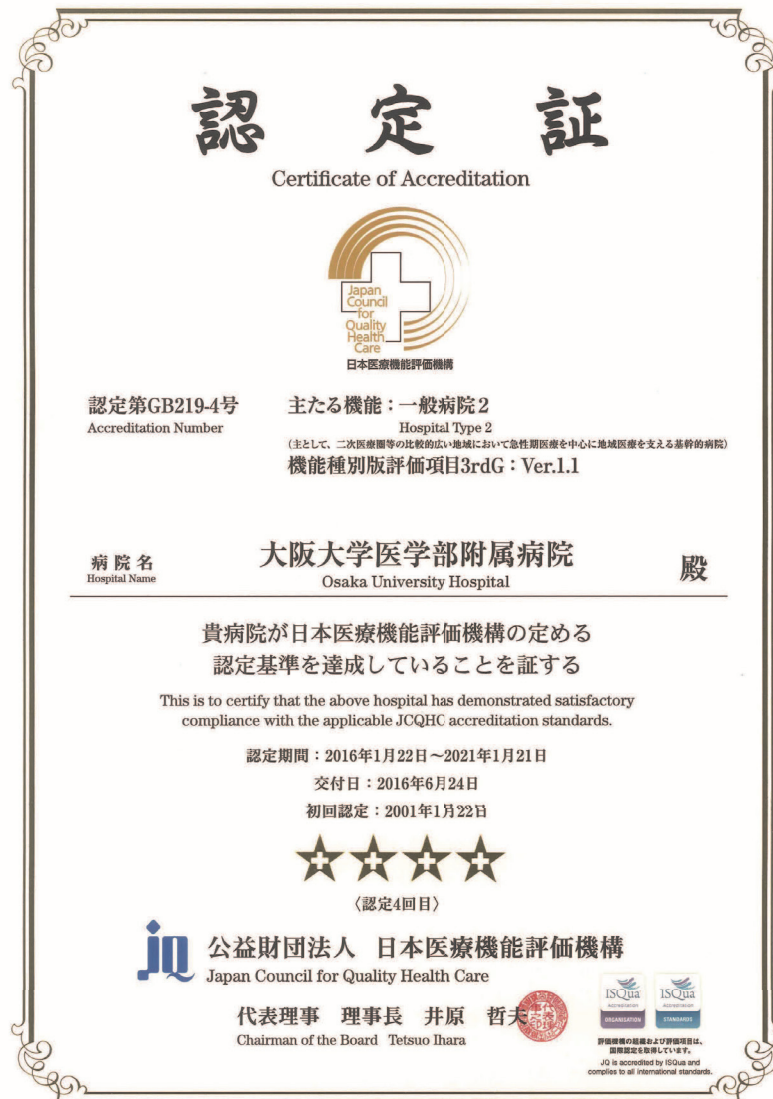 認定証
Certificate of Accreditation
Japan
Council
for
Quality
Health
Care
日本医療機能評価機構
認定第GB219-4号
Accreditation Number
主たる機能：一般病院2
Hospital Type 2
(主として、二次医療圏等の比較的広い地域において急性期医療を中心に地域医療を支える基幹的病院)
機能種別版評価項目3rdG：Ver.1.1
病院名
Hospital Name
大阪大学医学部附属病院
Osaka University Hospital
殿
貴病院が日本医療機能評価機構の定める
認定基準を達成していることを証する
This is to certify that the above hospital has demonstrated satisfactory
compliance with the applicable JCQHC accreditation standards.
認定期間：2016年1月22日～2021年1月21日
交付日：2016年6月24日
初回認定：2001年1月22日
〈認定4回目〉
jQ
公益財団法人 日本医療機能評価機構
Japan Council for Quality Health Care
代表理事 理事長 井原 哲夫
Chairman of the Board Tetsuo Ihara
ISQua
Accreditation
ORGANISATION
ISQua
Accreditation
STANDARDS
評価機構の組織および評価項目は、
国際認定を取得しています。
JQ is accredited by ISQua and
complies to all international standards.